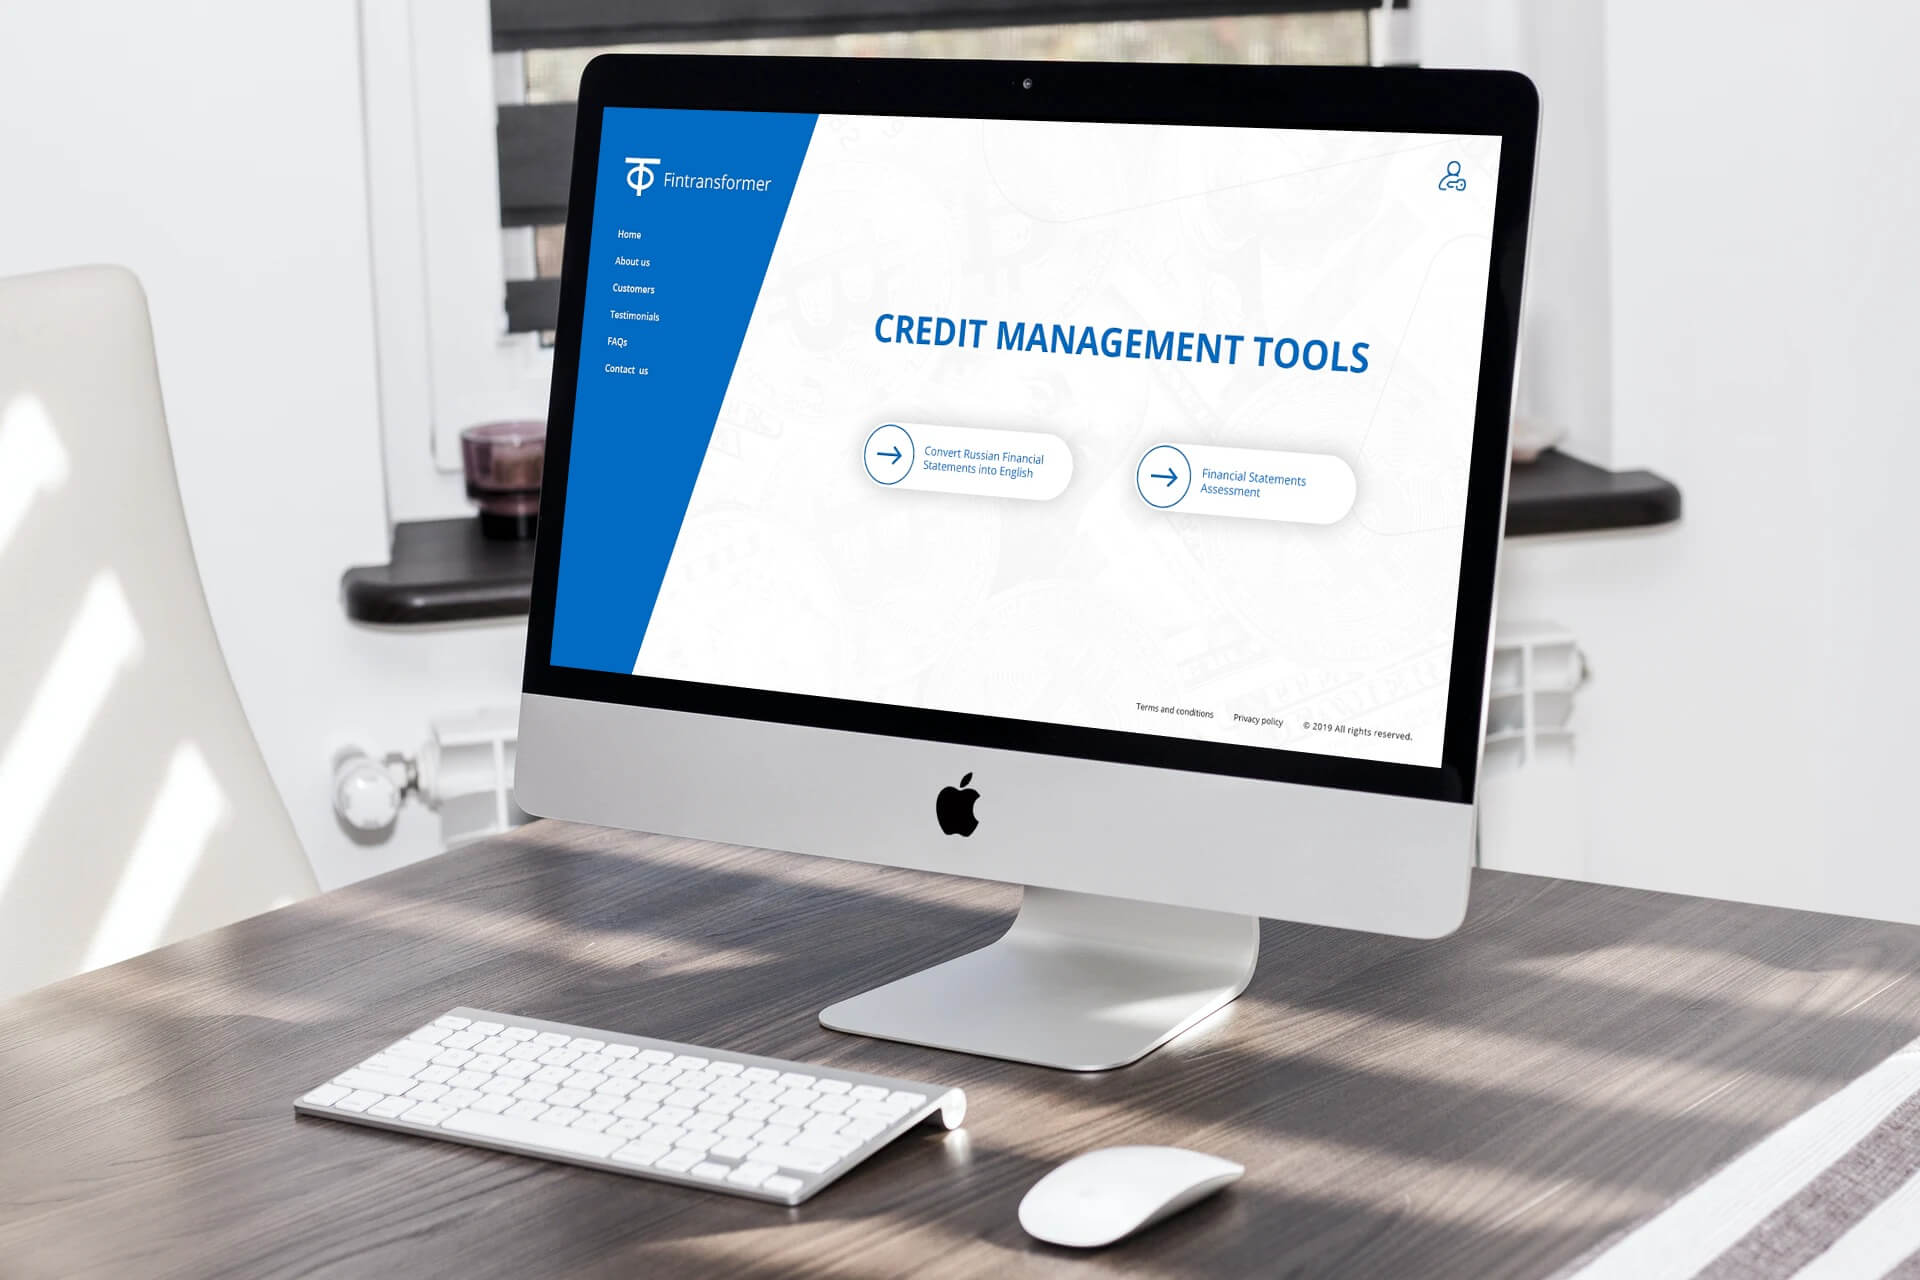 Fintransformer
Home
About us
Customers
Testimonials
FAQs
Contact us
CREDIT MANAGEMENT TOOLS
Convert Russian Financial
Statements into English
Financial Statements
Assessment
Terms and conditions
Privacy policy
© 2019 All rights reserved.